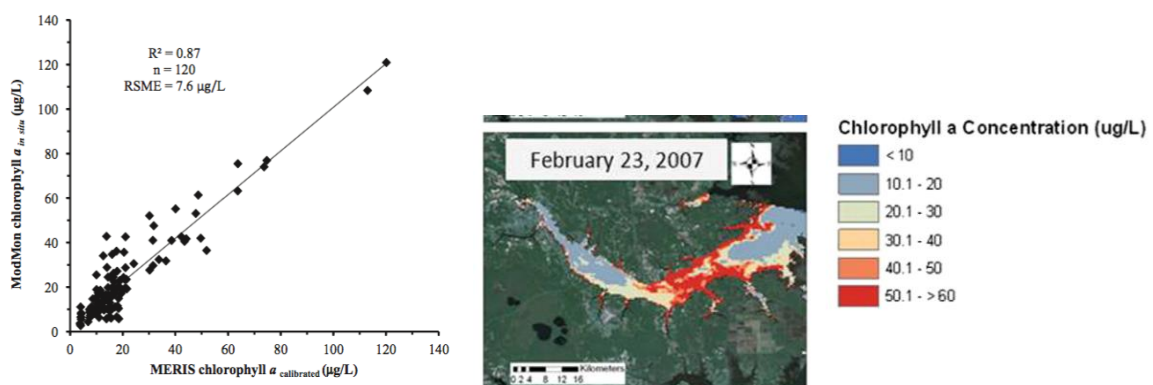 140
120
100
80
60
40
20
0
ModMon chlorophyll a in situ (µg/L)
R² = 0.87
n = 120
RSME = 7.6 µg/L
0 20 40 60 80 100 120 140
MERIS chlorophyll a calibrated (µg/L)
February 23, 2007
Kilometers
0 2 4 8 12 16
Chlorophyll a Concentration (ug/L)
< 10
10.1 - 20
20.1 - 30
30.1 - 40
40.1 - 50
50.1 - > 60